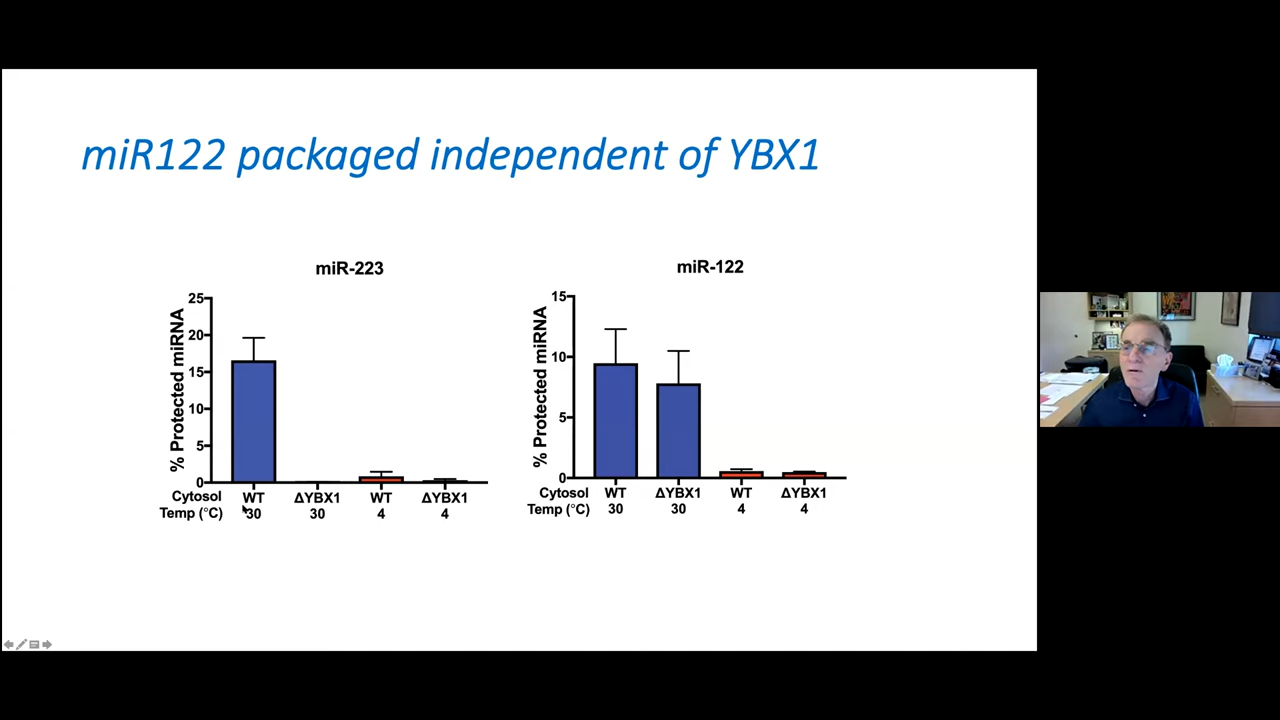 miR122 packaged independent of YBX1
miR-223
% Protected miRNA
25
20
15
10
5
0
Cytosol WT ΔYBX1 WT ΔYBX1
Temp (°C) 30 30 4 4
miR-122
% Protected miRNA
15
10
5
0
Cytosol WT ΔYBX1 WT ΔYBX1
Temp (°C) 30 30 4 4